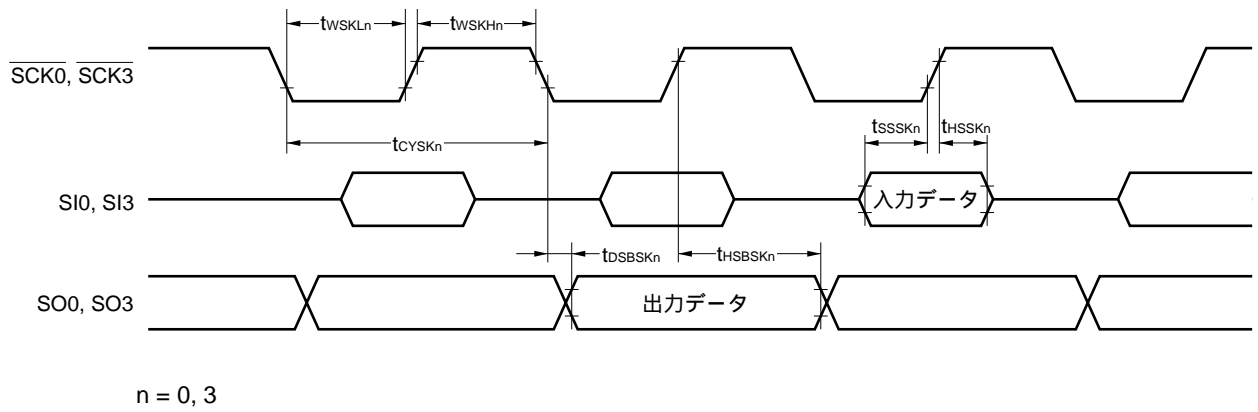 tWSKLn tWSKHn
SCK0, SCK3
tCYSKn
tSSSKn tHSSKn
SI0, SI3
入力データ
tDSBSKn tHSBSKn
SO0, SO3
出力データ
n = 0, 3